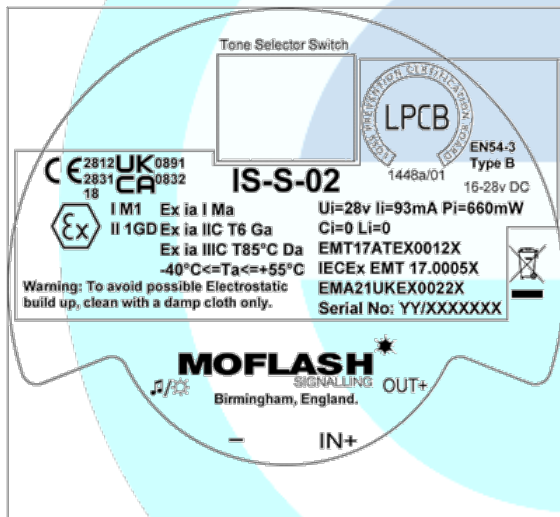 Tone Selector Switch
LOSS PREVENTION CERTIFICATION BOARD
LPCB
1448a/01
EN54-3
Type B
16-28v DC
CE 2812 UKCA 0891
2831 0832
18
IS-S-02
Ex
I M1 Ex ia I Ma
II 1GD Ex ia IIC T6 Ga
Ex ia IIIC T85°C Da
-40°C<=Ta<=+55°C
Warning: To avoid possible Electrostatic
build up, clean with a damp cloth only.
Ui=28v Ii=93mA Pi=660mW
Ci=0 Li=0
EMT17ATEX0012X
IECEx EMT 17.0005X
EMA21UKEX0022X
Serial No: YY/XXXXXXX
MOFLASH
SIGNALLING
Birmingham, England.
OUT+
– IN+